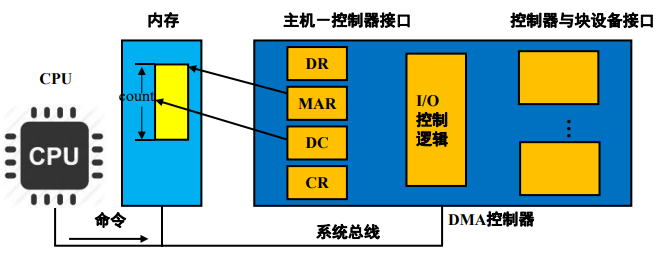 内存
主机－控制器接口
控制器与块设备接口
CPU
count
CPU
DR
MAR
DC
CR
I/O
控制
逻辑
…
命令
系统总线
DMA控制器